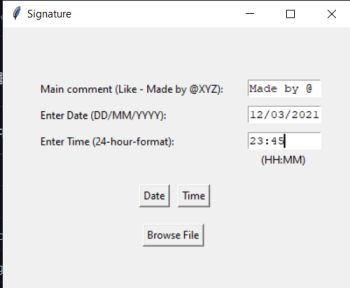 Signature
Main comment (Like - Made by @XYZ): Made by @
Enter Date (DD/MM/YYYY): 12/03/2021
Enter Time (24-hour-format): 23:45
(HH:MM)
Date Time
Browse File